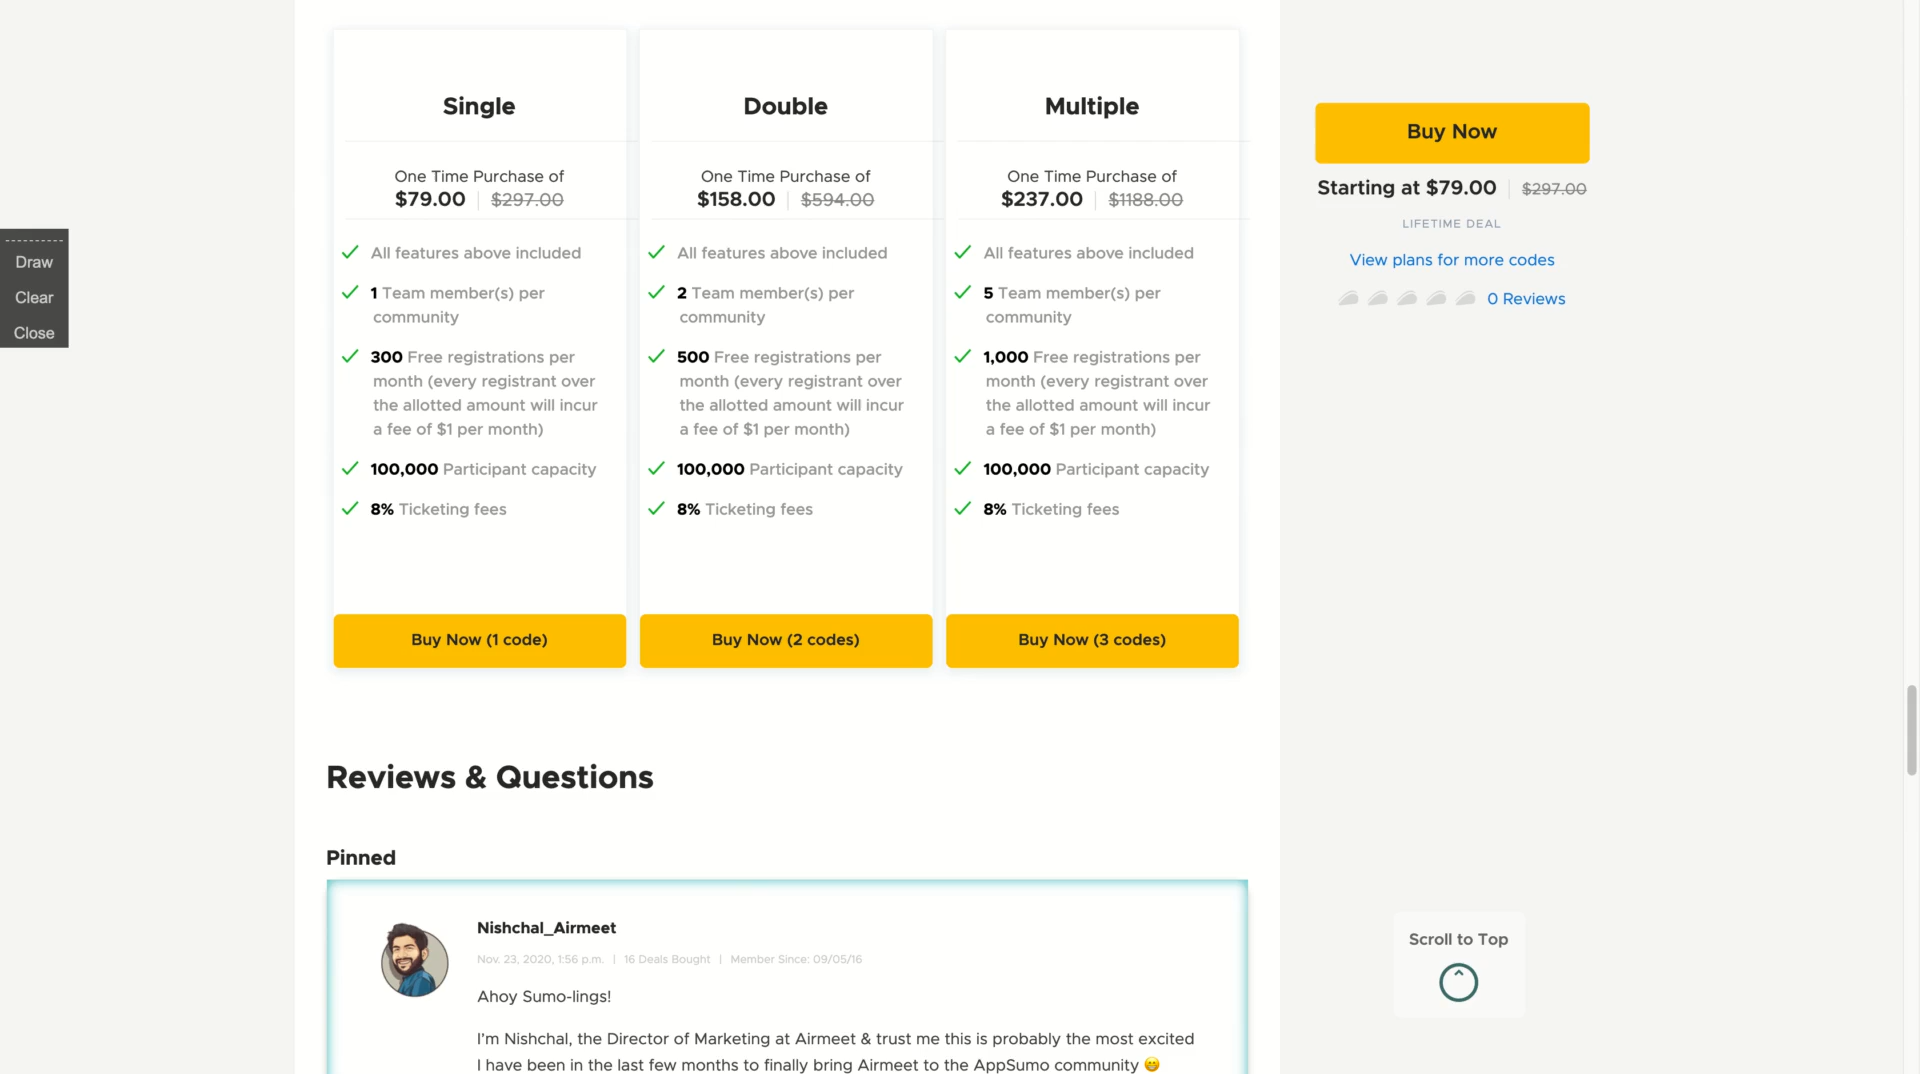 Draw
Clear
Close
Single
One Time Purchase of
$79.00 | $297.00
All features above included
1 Team member(s) per
community
300 Free registrations per
month (every registrant over
the allotted amount will incur
a fee of $1 per month)
100,000 Participant capacity
8% Ticketing fees
Buy Now (1 code)
Double
One Time Purchase of
$158.00 | $594.00
All features above included
2 Team member(s) per
community
500 Free registrations per
month (every registrant over
the allotted amount will incur
a fee of $1 per month)
100,000 Participant capacity
8% Ticketing fees
Buy Now (2 codes)
Multiple
One Time Purchase of
$237.00 | $1188.00
All features above included
5 Team member(s) per
community
1,000 Free registrations per
month (every registrant over
the allotted amount will incur
a fee of $1 per month)
100,000 Participant capacity
8% Ticketing fees
Buy Now (3 codes)
Buy Now
Starting at $79.00 | $297.00
LIFETIME DEAL
View plans for more codes
0 Reviews
Reviews & Questions
Pinned
Nishchal_Airmeet
Nov. 23, 2020, 1:56 p.m. | 16 Deals Bought | Member Since: 09/05/16
Ahoy Sumo-lings!
I'm Nishchal, the Director of Marketing at Airmeet & trust me this is probably the most excited
I have been in the last few months to finally bring Airmeet to the AppSumo community 😁
Scroll to Top